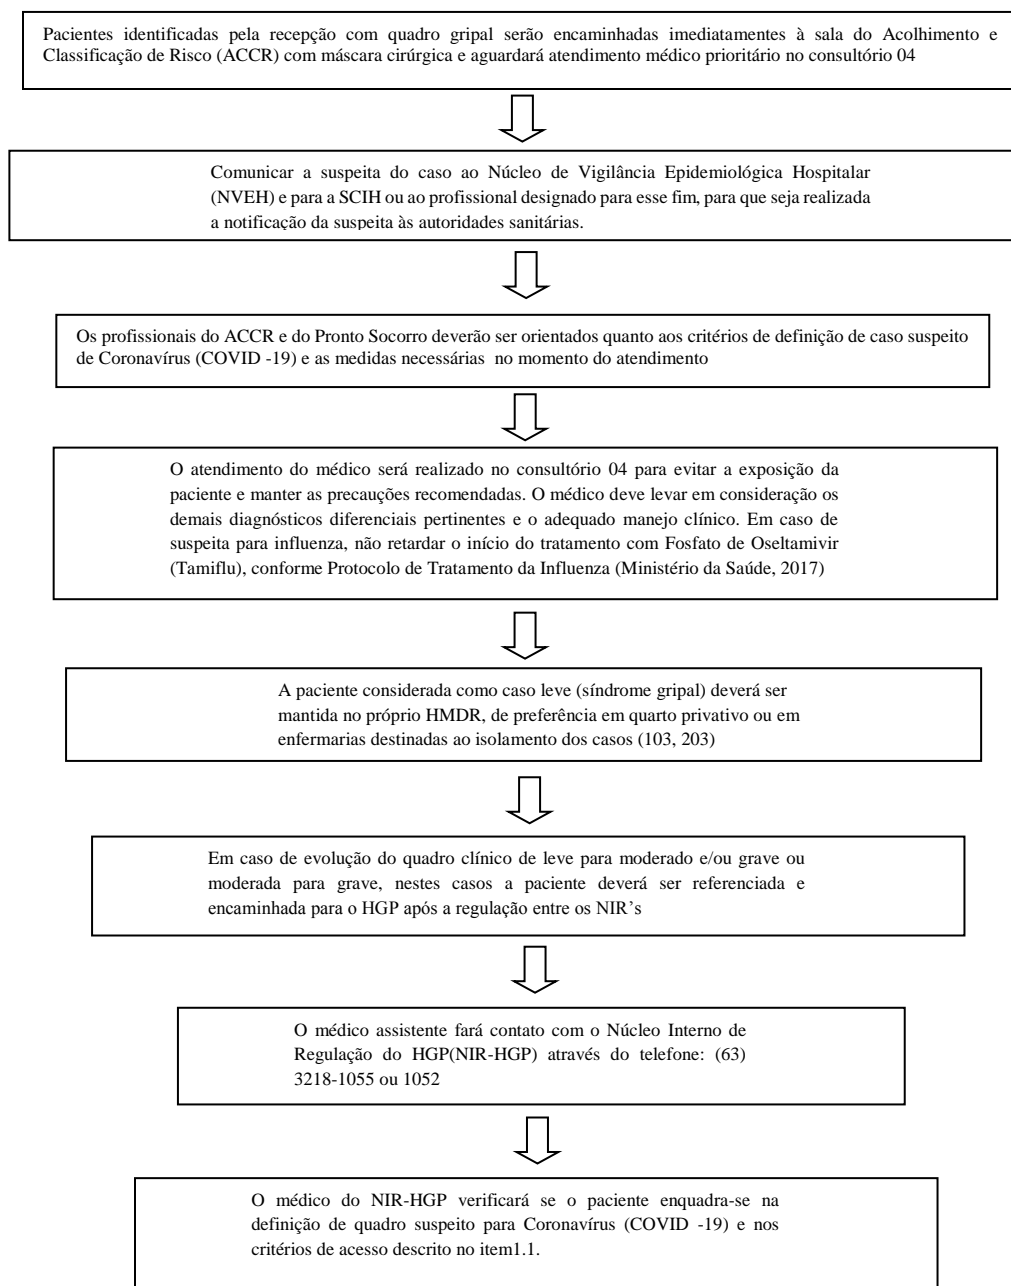 Pacientes identificadas pela recepção com quadro gripal serão encaminhadas imediatamentes à sala do Acolhimento e
Classificação de Risco (ACCR) com máscara cirúrgica e aguardará atendimento médico prioritário no consultório 04
Comunicar a suspeita do caso ao Núcleo de Vigilância Epidemiológica Hospitalar
(NVEH) e para a SCIH ou ao profissional designado para esse fim, para que seja realizada
a notificação da suspeita às autoridades sanitárias.
Os profissionais do ACCR e do Pronto Socorro deverão ser orientados quanto aos critérios de definição de caso suspeito
de Coronavírus (COVID -19) e as medidas necessárias no momento do atendimento
O atendimento do médico será realizado no consultório 04 para evitar a exposição da
paciente e manter as precauções recomendadas. O médico deve levar em consideração os
demais diagnósticos diferenciais pertinentes e o adequado manejo clínico. Em caso de
suspeita para influenza, não retardar o início do tratamento com Fosfato de Oseltamivir
(Tamiflu), conforme Protocolo de Tratamento da Influenza (Ministério da Saúde, 2017)
A paciente considerada como caso leve (síndrome gripal) deverá ser
mantida no próprio HMDR, de preferência em quarto privativo ou em
enfermarias destinadas ao isolamento dos casos (103, 203)
Em caso de evolução do quadro clínico de leve para moderado e/ou grave ou
moderada para grave, nestes casos a paciente deverá ser referenciada e
encaminhada para o HGP após a regulação entre os NIR's
O médico assistente fará contato com o Núcleo Interno de
Regulação do HGP(NIR-HGP) através do telefone: (63)
3218-1055 ou 1052
O médico do NIR-HGP verificará se o paciente enquadra-se na
definição de quadro suspeito para Coronavírus (COVID -19) e nos
critérios de acesso descrito no item1.1.